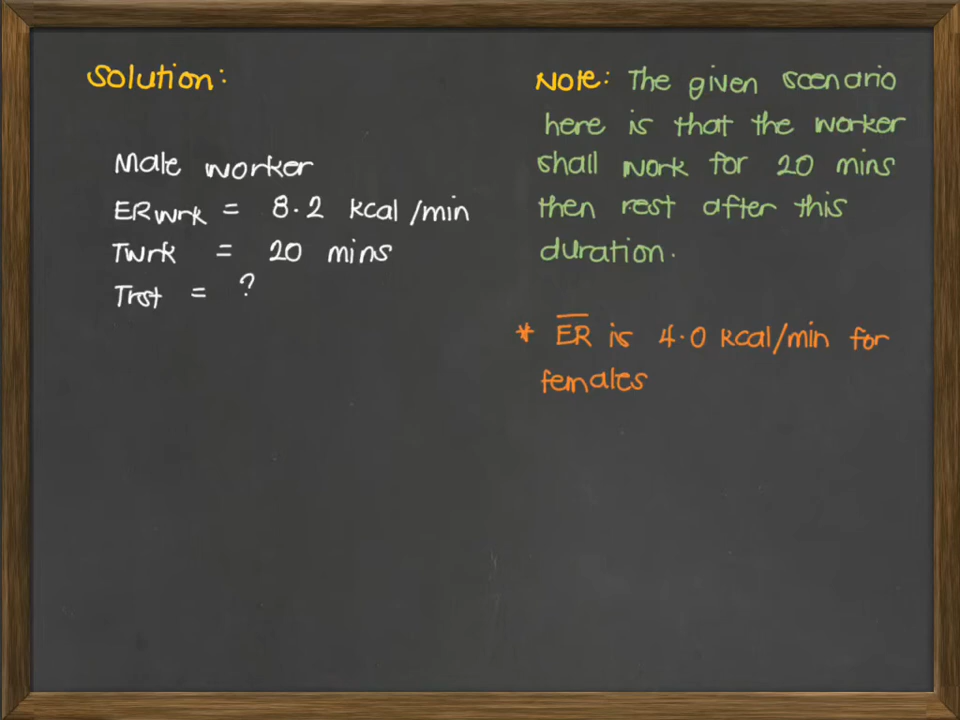 Solution:
Male worker
ERwrk = 8.2 kcal/min
Twrk = 20 mins
Trst = ?
Note: The given scenario
here is that the worker
shall work for 20 mins
then rest after this
duration.
* E̅R̅ is 4.0 kcal/min for
females